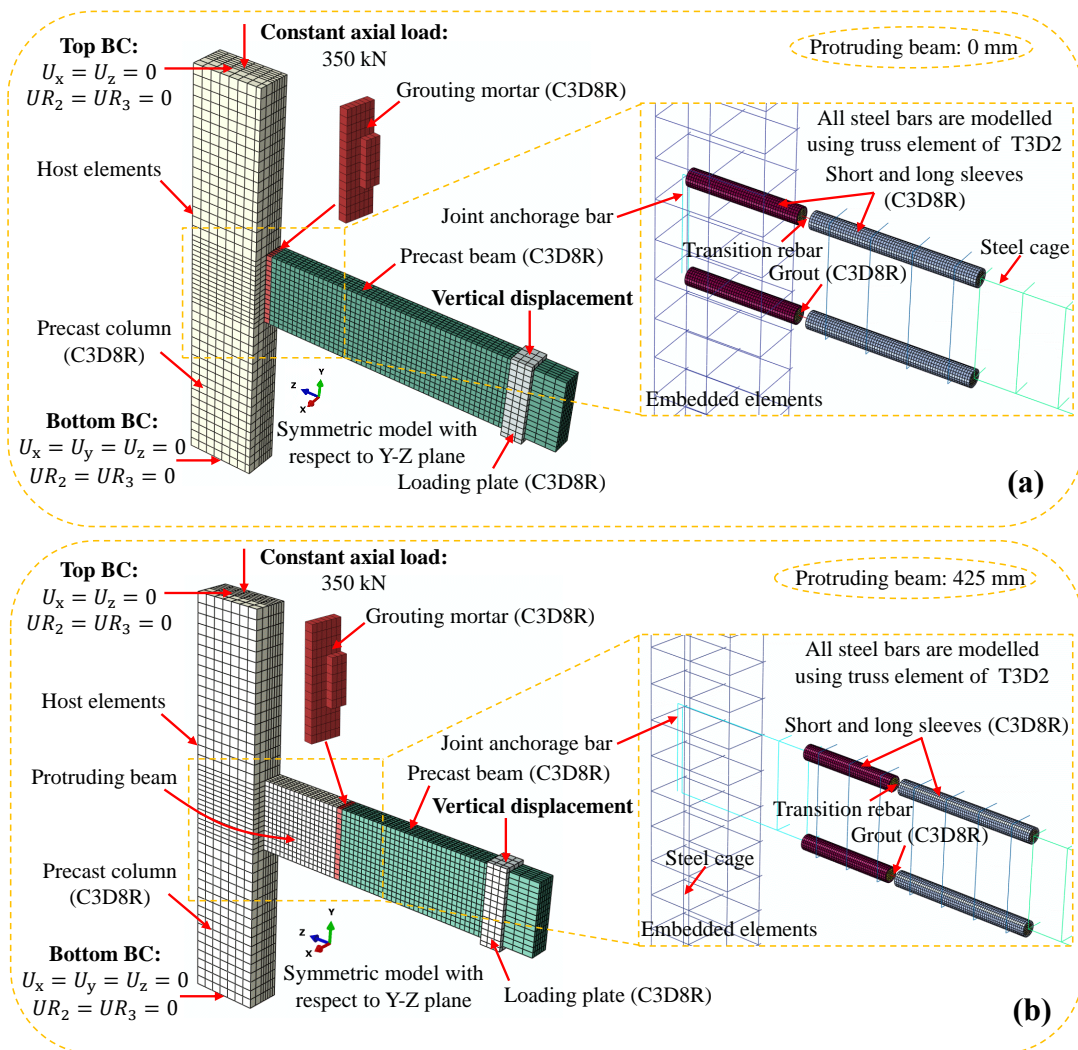 Top BC:
U_x = U_z = 0
UR_2 = UR_3 = 0
Constant axial load:
350 kN
Protruding beam: 0 mm
Grouting mortar (C3D8R)
Host elements
Precast beam (C3D8R)
Vertical displacement
Precast column
(C3D8R)
Bottom BC:
U_x = U_y = U_z = 0
UR_2 = UR_3 = 0
Y
Z
X
Symmetric model with
respect to Y-Z plane
Loading plate (C3D8R)
All steel bars are modelled
using truss element of T3D2
Short and long sleeves
(C3D8R)
Joint anchorage bar
Transition rebar
Steel cage
Grout (C3D8R)
Embedded elements
(a)
Top BC:
U_x = U_z = 0
UR_2 = UR_3 = 0
Constant axial load:
350 kN
Protruding beam: 425 mm
Grouting mortar (C3D8R)
Host elements
Protruding beam
Precast beam (C3D8R)
Vertical displacement
Precast column
(C3D8R)
Bottom BC:
U_x = U_y = U_z = 0
UR_2 = UR_3 = 0
Y
Z
X
Symmetric model with
respect to Y-Z plane
Loading plate (C3D8R)
All steel bars are modelled
using truss element of T3D2
Short and long sleeves (C3D8R)
Joint anchorage bar
Transition rebar
Grout (C3D8R)
Steel cage
Embedded elements
(b)